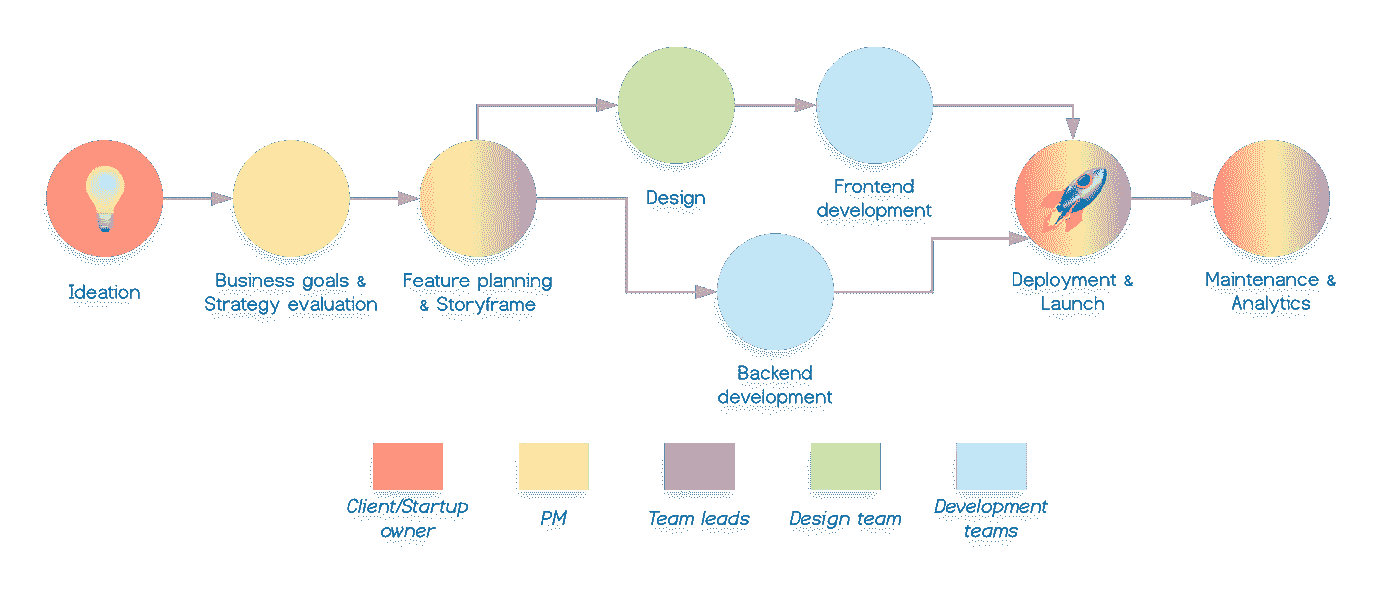 Ideation
Business goals &
Strategy evaluation
Feature planning
& Storyframe
Design
Frontend
development
Backend
development
Deployment &
Launch
Maintenance &
Analytics
Client/Startup
owner
PM
Team leads
Design team
Development
teams